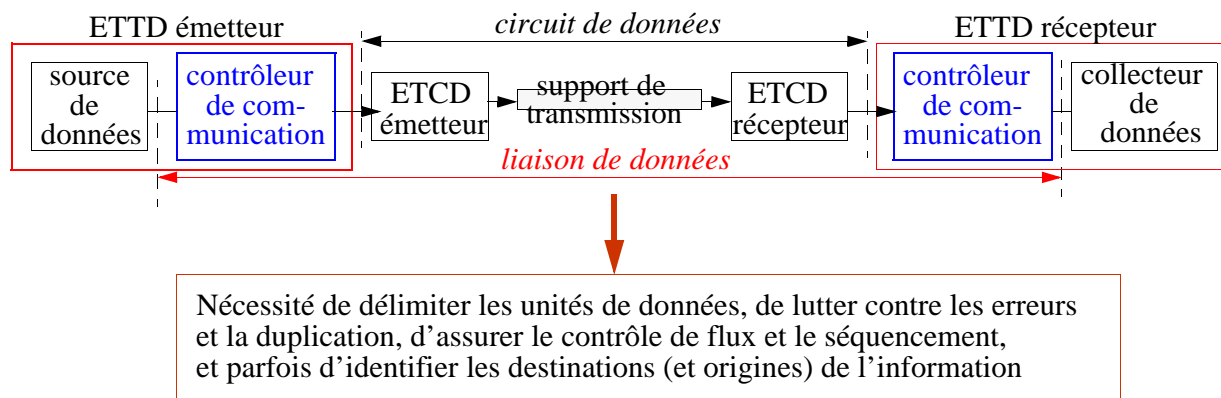 ETTD émetteur
circuit de données
ETTD récepteur
source
de
données
contrôleur
de com-
munication
ETCD
émetteur
support de
transmission
ETCD
récepteur
contrôleur
de com-
munication
collecteur
de
données
liaison de données
Nécessité de délimiter les unités de données, de lutter contre les erreurs
et la duplication, d’assurer le contrôle de flux et le séquencement,
et parfois d’identifier les destinations (et origines) de l’information